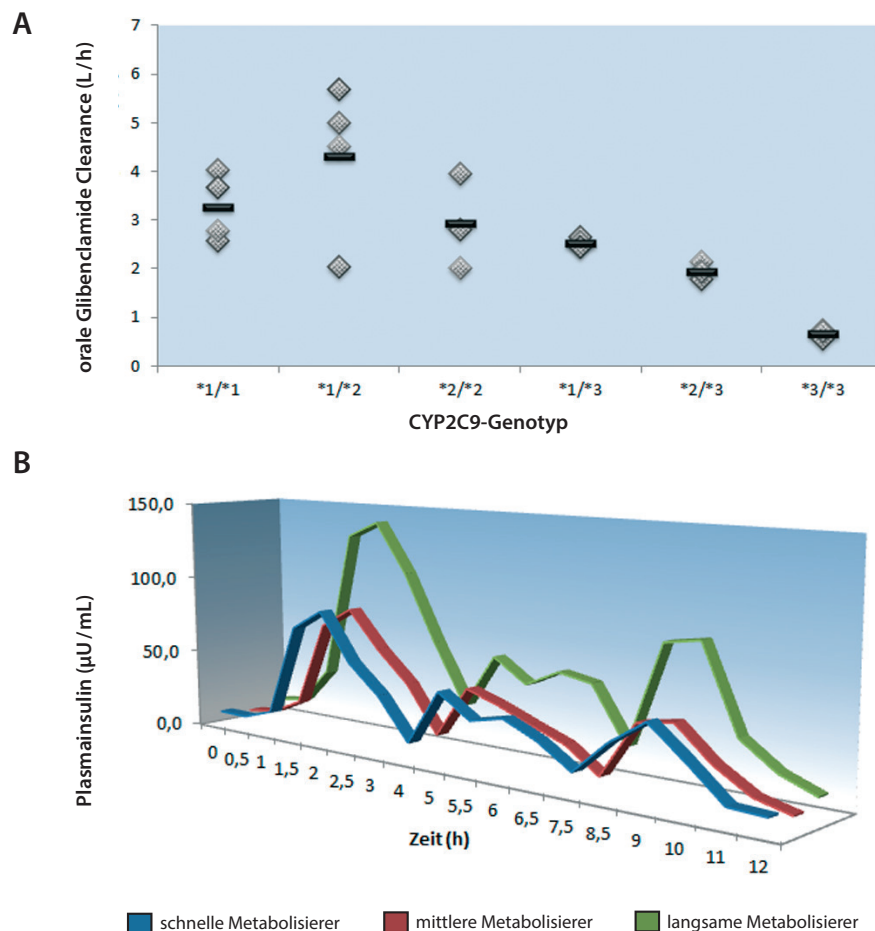 A
orale Glibenclamide Clearance (L/h)
7
6
5
4
3
2
1
0
*1/*1 *1/*2 *2/*2 *1/*3 *2/*3 *3/*3
CYP2C9-Genotyp
B
Plasmainsulin (µU/mL)
150,0
100,0
50,0
0,0
0 0,5 1 1,5 2 2,5 3 4 5 5,5 6 6,5 7,5 8,5 9 10 11 12
Zeit (h)
schnelle Metabolisierer mittlere Metabolisierer langsame Metabolisierer